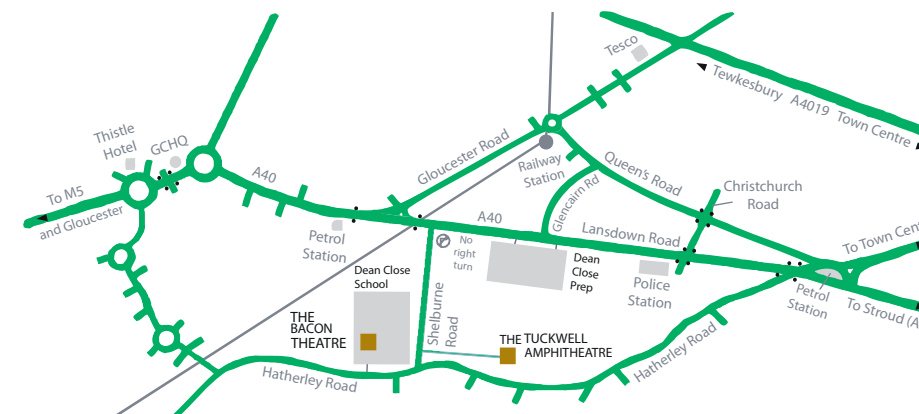 Tesco
Tewkesbury A4019 Town Centre
Thistle
Hotel
GCHQ
A40
Gloucester Road
Railway
Station
Queen's Road
Christchurch
Road
Glencairn Rd
To M5
and Gloucester
Petrol
Station
A40
No
right
turn
Lansdown Road
To Town Cen
Dean
Close
Prep
Police
Station
Petrol
Station
To Stroud (A
Dean Close
School
THE
BACON
THEATRE
Shelburne
Road
THE TUCKWELL
AMPHITHEATRE
Hatherley Road
Hatherley Road